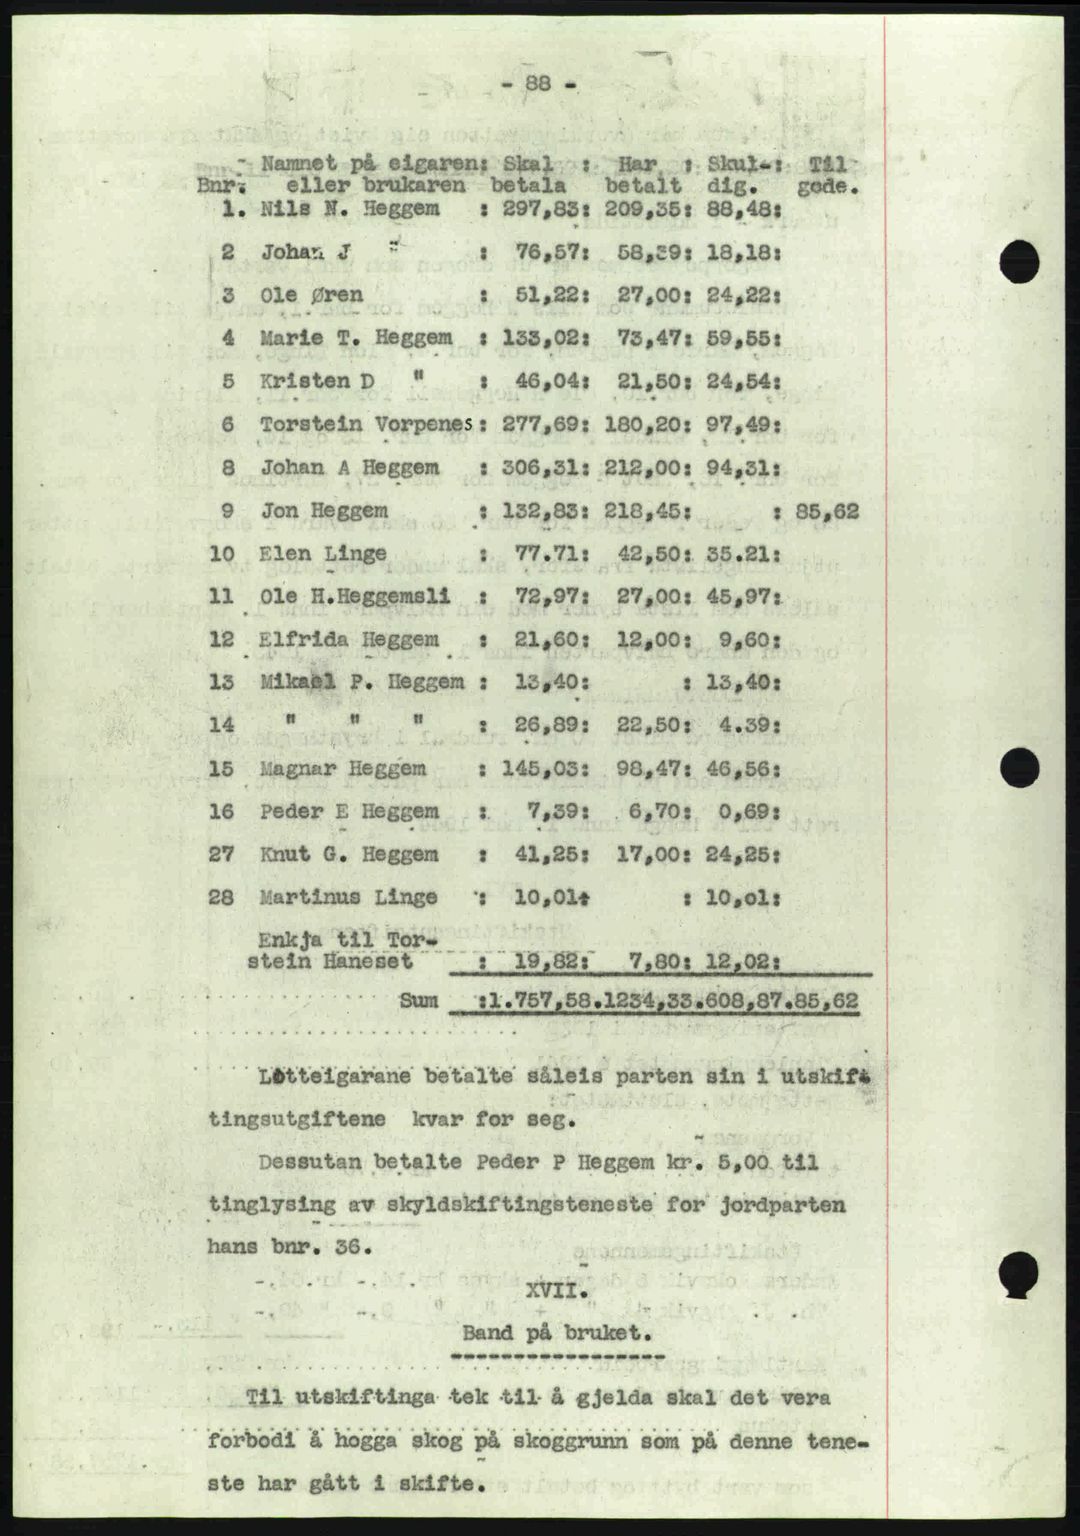 - 88 -
Namnet på eigaren: Skal : Har : Skul-: Til
Bnr: eller brukaren betala betalt dig. gode.
1. Nils N. Heggem : 297,83: 209,35: 88,48:
2 Johan J " : 76,57: 58,39: 18,18:
3 Ole Øren : 51,22: 27,00: 24,22:
4 Marie T. Heggem : 133,02: 73,47: 59,55:
5 Kristen D " : 46,04: 21,50: 24,54:
6 Torstein Vorpenes: 277,69: 180,20: 97,49:
8 Johan A Heggem : 306,31: 212,00: 94,31:
9 Jon Heggem : 132,83: 218,45: : 85,62
10 Elen Linge : 77.71: 42,50: 35.21:
11 Ole H.Heggemsli : 72,97: 27,00: 45,97:
12 Elfrida Heggem : 21,60: 12,00: 9,60:
13 Mikael P. Heggem : 13,40: : 13,40:
14 " " " : 26,89: 22,50: 4.39:
15 Magnar Heggem : 145,03: 98,47: 46,56:
16 Peder E Heggem : 7,39: 6,70: 0,69:
27 Knut G. Heggem : 41,25: 17,00: 24,25:
28 Martinus Linge : 10,01: : 10,01:
Enkja til Tor-
stein Haneset : 19,82: 7,80: 12,02:
Sum :1.757,58.1234,33.608,87.85,62
Lotteigarane betalte såleis parten sin i utskift
tingsutgiftene kvar for seg.
Dessutan betalte Peder P Heggem kr. 5,00 til
tinglysing av skyldskiftingsteneste for jordparten
hans bnr. 36.
XVII.
Band på bruket.
Til utskiftinga tek til å gjelda skal det vera
forbodi å hogga skog på skoggrunn som på denne tene-
ste har gått i skifte.